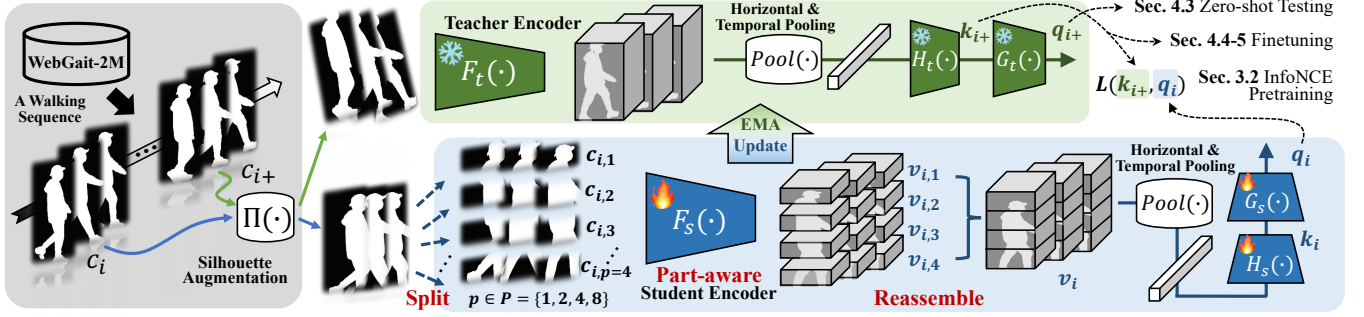 WebGait-2M
A Walking
Sequence
c_{i+}
c_i
Π(·)
Silhouette
Augmentation
Teacher Encoder
F_t(·)
Horizontal &
Temporal Pooling
Pool(·)
H_t(·)
k_{i+}
G_t(·)
q_{i+}
Sec. 4.3 Zero-shot Testing
Sec. 4.4-5 Finetuning
L(k_{i+}, q_i)
Sec. 3.2 InfoNCE
Pretraining
EMA
Update
Split
c_{i,1}
c_{i,2}
c_{i,3}
⋮
c_{i,p=4}
p ∈ P = {1, 2, 4, 8}
F_s(·)
Part-aware
Student Encoder
v_{i,1}
v_{i,2}
v_{i,3}
v_{i,4}
Reassemble
v_i
Horizontal &
Temporal Pooling
Pool(·)
q_i
G_s(·)
k_i
H_s(·)